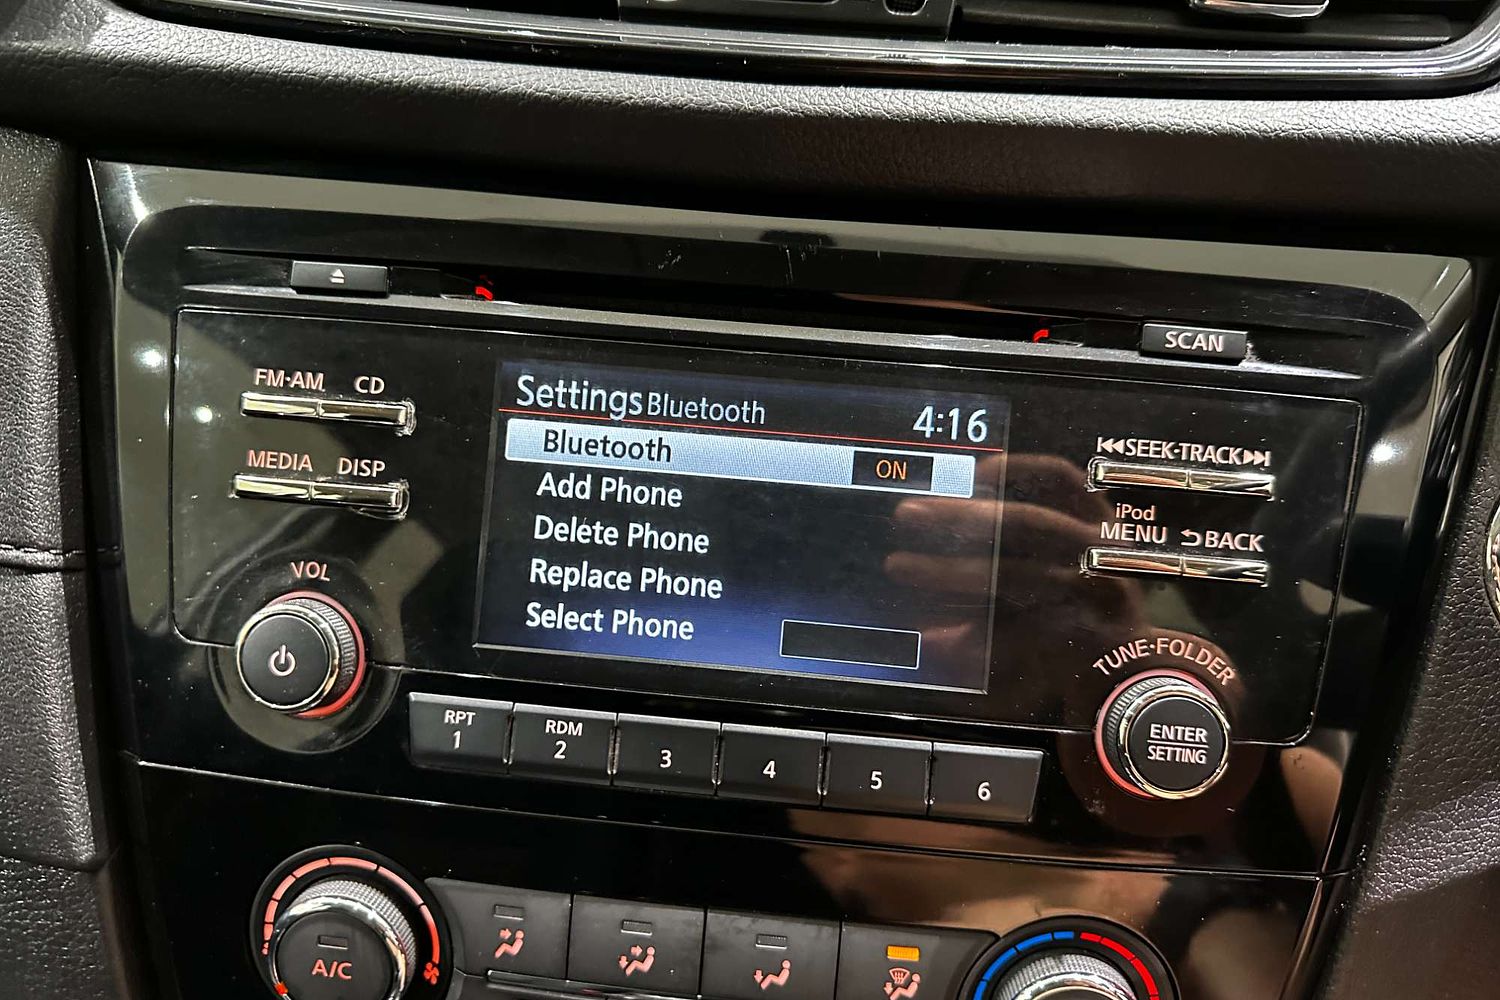 SCAN
FM·AM CD
MEDIA DISP
VOL
Settings Bluetooth 4:16
Bluetooth ON
Add Phone
Delete Phone
Replace Phone
Select Phone
SEEK·TRACK
iPod
MENU BACK
TUNE·FOLDER
ENTER
SETTING
RPT
1
RDM
2
3
4
5
6
A/C